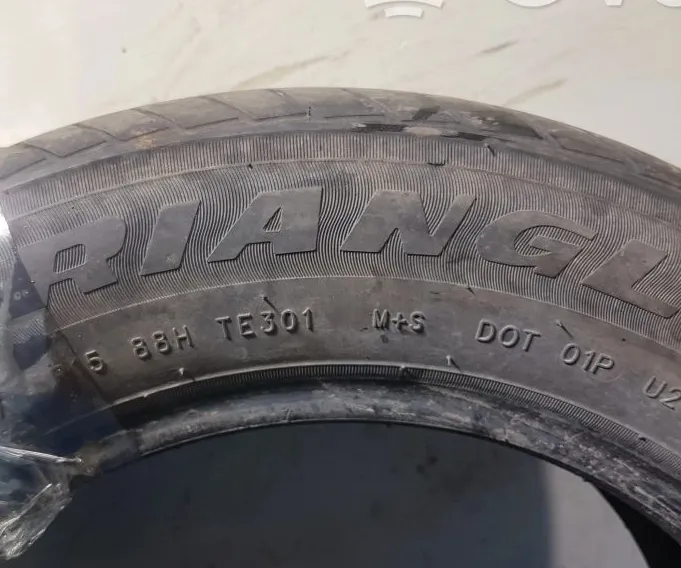 RIANGL
5 88H TE301 M+S DOT 01P U2